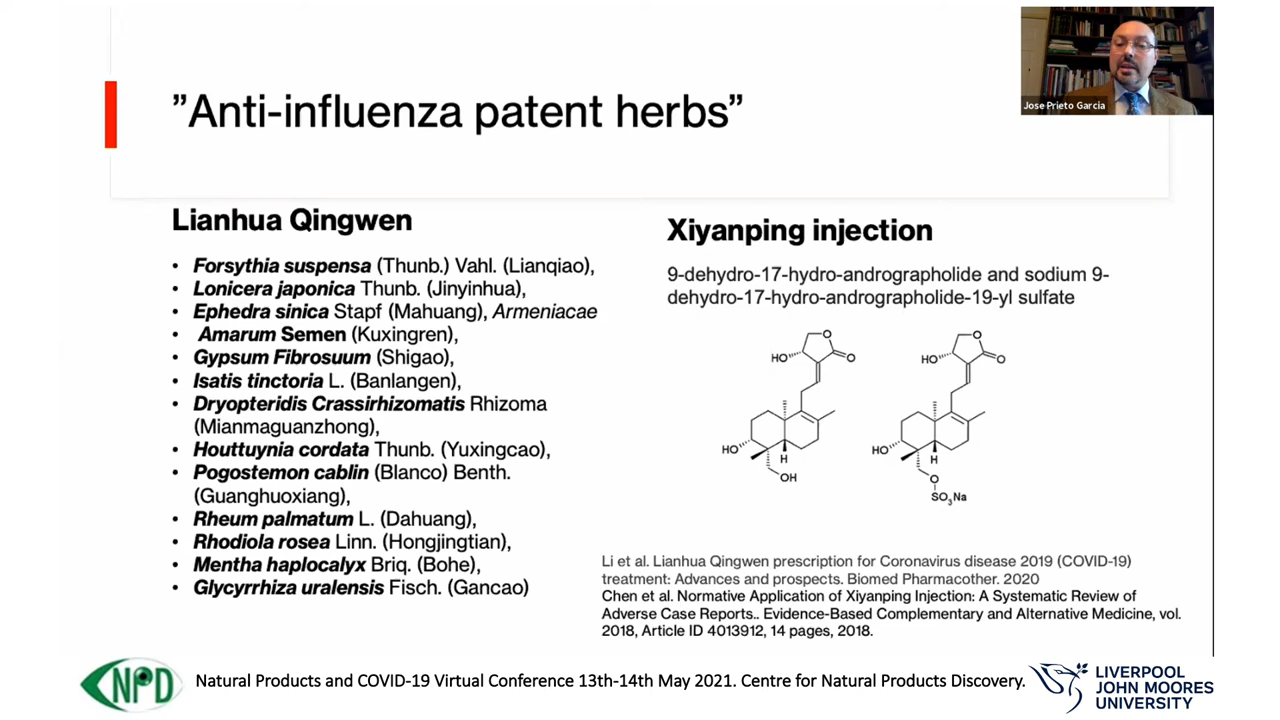 Jose Prieto Garcia
”Anti-influenza patent herbs”
Lianhua Qingwen
• Forsythia suspensa (Thunb.) Vahl. (Lianqiao),
• Lonicera japonica Thunb. (Jinyinhua),
• Ephedra sinica Stapf (Mahuang), Armeniacae
• Amarum Semen (Kuxingren),
• Gypsum Fibrosuum (Shigao),
• Isatis tinctoria L. (Banlangen),
• Dryopteridis Crassirhizomatis Rhizoma
(Mianmaguanzhong),
• Houttuynia cordata Thunb. (Yuxingcao),
• Pogostemon cablin (Blanco) Benth.
(Guanghuoxiang),
• Rheum palmatum L. (Dahuang),
• Rhodiola rosea Linn. (Hongjingtian),
• Mentha haplocalyx Briq. (Bohe),
• Glycyrrhiza uralensis Fisch. (Gancao)
Xiyanping injection
9-dehydro-17-hydro-andrographolide and sodium 9-
dehydro-17-hydro-andrographolide-19-yl sulfate
O
HO
O
HO
H
OH
O
HO
O
HO
H
O
SO3Na
Li et al. Lianhua Qingwen prescription for Coronavirus disease 2019 (COVID-19)
treatment: Advances and prospects. Biomed Pharmacother. 2020
Chen et al. Normative Application of Xiyanping Injection: A Systematic Review of
Adverse Case Reports.. Evidence-Based Complementary and Alternative Medicine, vol.
2018, Article ID 4013912, 14 pages, 2018.
NPD
Natural Products and COVID-19 Virtual Conference 13th-14th May 2021. Centre for Natural Products Discovery.
LIVERPOOL
JOHN MOORES
UNIVERSITY